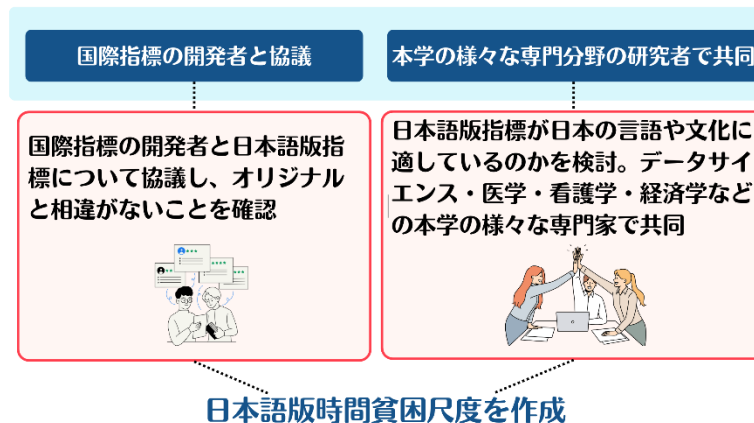 国際指標の開発者と協議
本学の様々な専門分野の研究者で共同
国際指標の開発者と日本語版指
標について協議し、オリジナル
と相違がないことを確認
日本語版指標が日本の言語や文化に
適しているのかを検討。データサイ
エンス・医学・看護学・経済学など
の本学の様々な専門家で共同
日本語版時間貧困尺度を作成